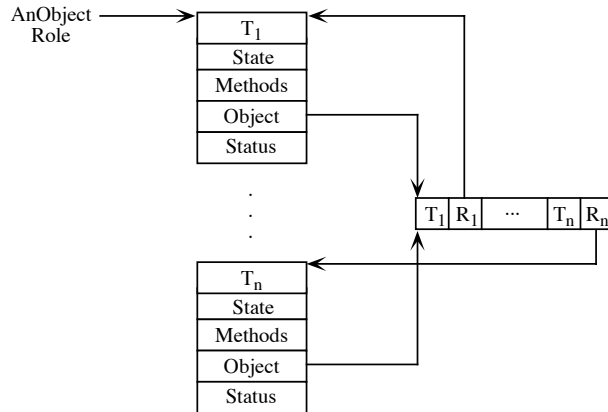 AnObject
Role
T1
State
Methods
Object
Status
.
.
.
T1 R1 ... Tn Rn
Tn
State
Methods
Object
Status